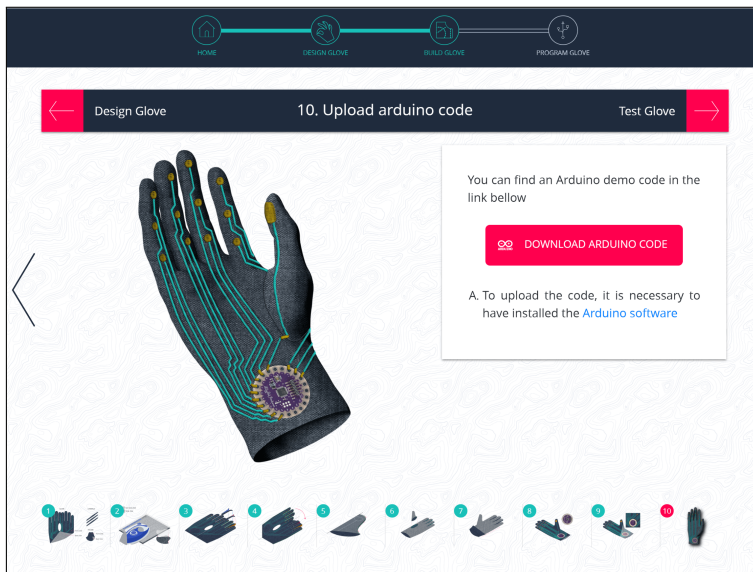 HOME
DESIGN GLOVE
BUILD GLOVE
PROGRAM GLOVE
Design Glove
10. Upload arduino code
Test Glove
You can find an Arduino demo code in the
link bellow
DOWNLOAD ARDUINO CODE
A. To upload the code, it is necessary to
have installed the Arduino software
1
2
3
4
5
6
7
8
9
10